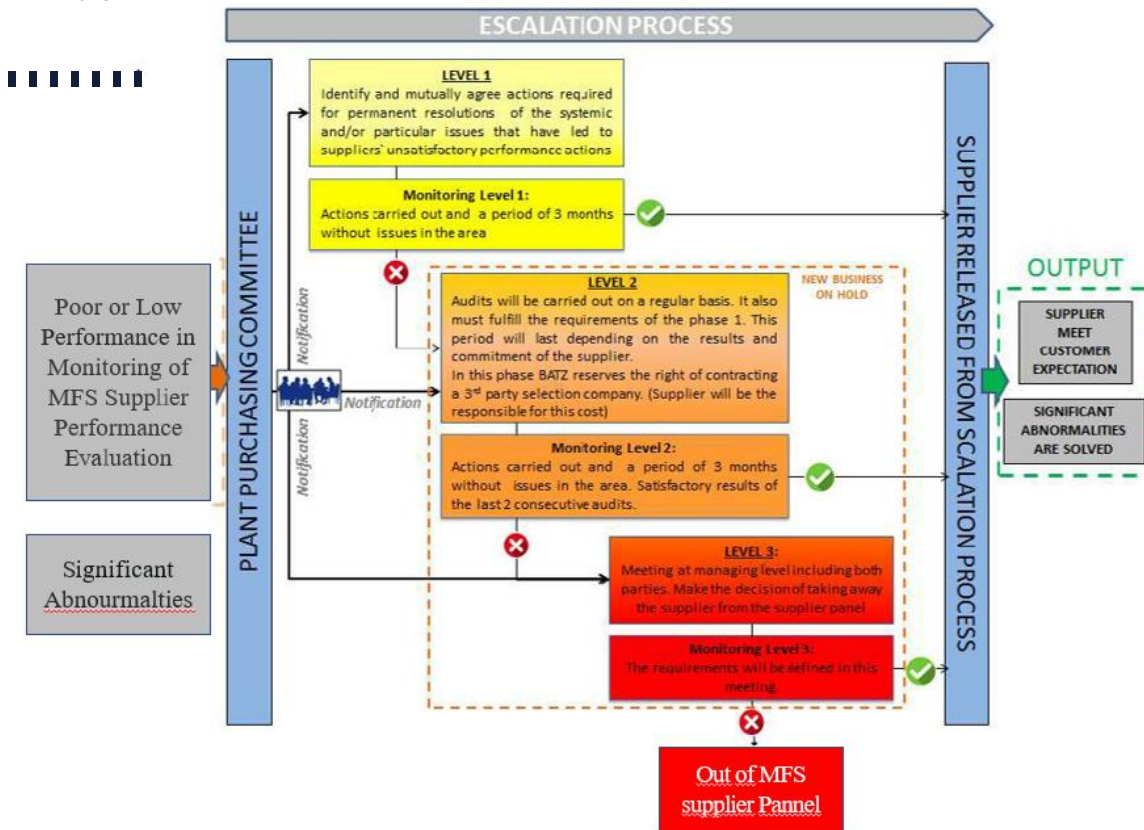 ESCALATION PROCESS
LEVEL 1
Identify and mutually agree actions required
for permanent resolutions of the systemic
and/or particular issues that have led to
suppliers' unsatisfactory performance actions
Monitoring Level 1:
Actions carried out and a period of 3 months
without issues in the area
PLANT PURCHASING COMMITTEE
Poor or Low
Performance in
Monitoring of
MFS Supplier
Performance
Evaluation
Significant
Abnourmalties
Notification
Notification
Notification
NEW BUSINESS
ON HOLD
LEVEL 2
Audits will be carried out on a regular basis. It also
must fulfill the requirements of the phase 1. This
period will last depending on the results and
commitment of the supplier.
In this phase BATZ reserves the right of contracting
a 3rd party selection company. (Supplier will be the
responsible for this cost)
Monitoring Level 2:
Actions carried out and a period of 3 months
without issues in the area. Satisfactory results of
the last 2 consecutive audits.
LEVEL 3:
Meeting at managing level including both
parties. Make the decision of taking away
the supplier from the supplier panel
Monitoring Level 3:
The requirements will be defined in this
meeting.
Out of MFS
supplier Pannel
SUPPLIER RELEASED FROM SCALATION PROCESS
OUTPUT
SUPPLIER
MEET
CUSTOMER
EXPECTATION
SIGNIFICANT
ABNORMALITIES
ARE SOLVED